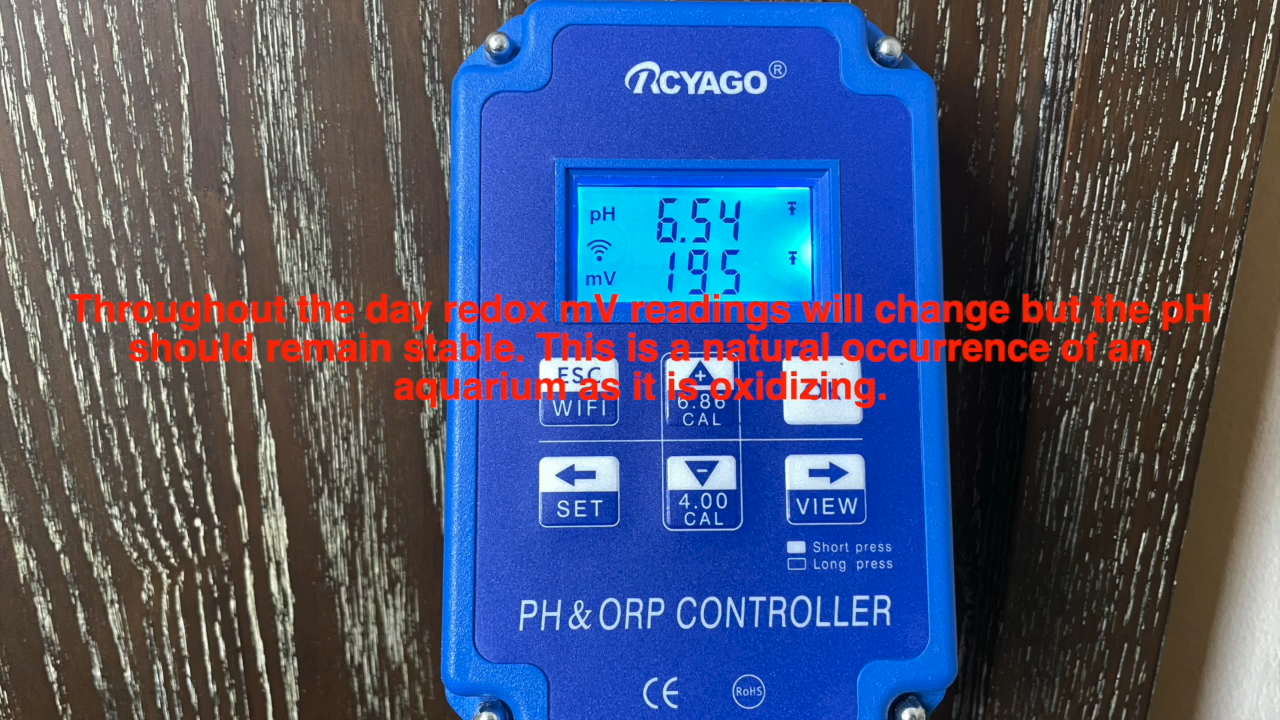 RCYAGO®
pH 6.54
mV 195
Throughout the day redox mV readings will change but the pH
should remain stable. This is a natural occurrence of an
aquarium as it is oxidizing.
ESC + OK
WIFI 6.86
CAL
SET 4.00 VIEW
CAL
Short press
Long press
PH & ORP CONTROLLER
CE RoHS